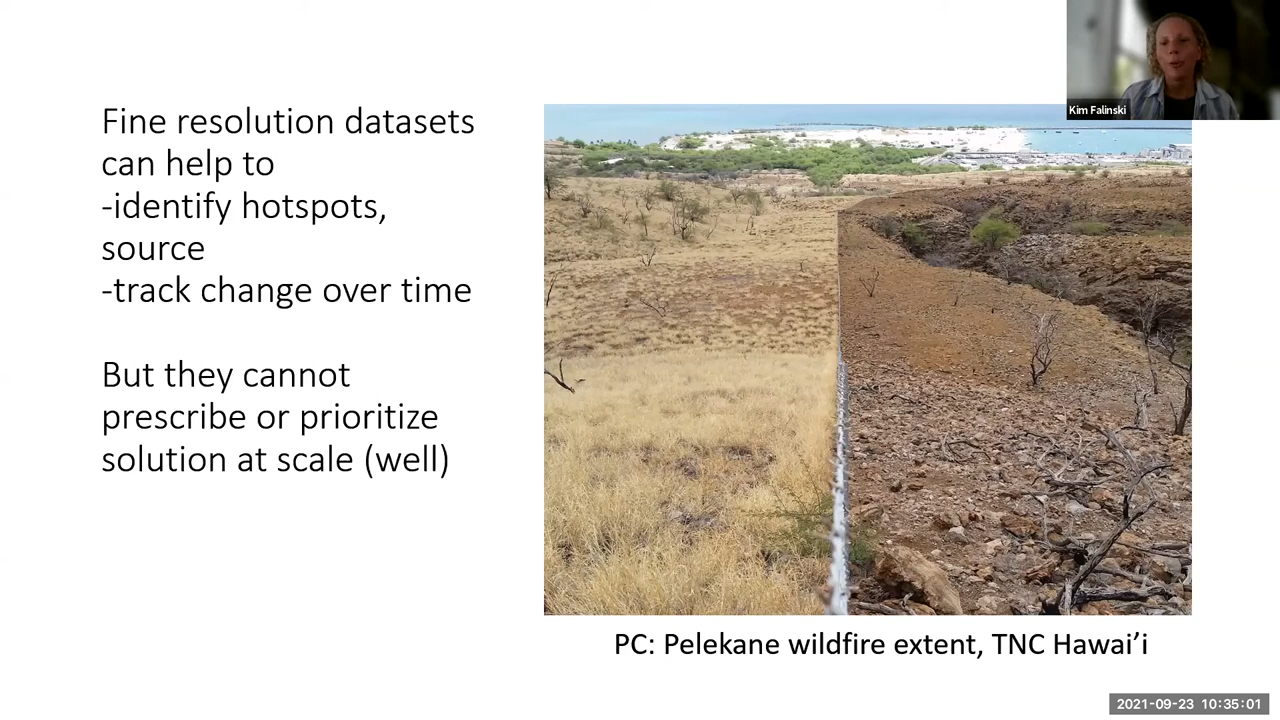 Fine resolution datasets
can help to
-identify hotspots,
source
-track change over time
But they cannot
prescribe or prioritize
solution at scale (well)
Kim Falinski
PC: Pelekane wildfire extent, TNC Hawai’i
2021-09-23 10:35:01